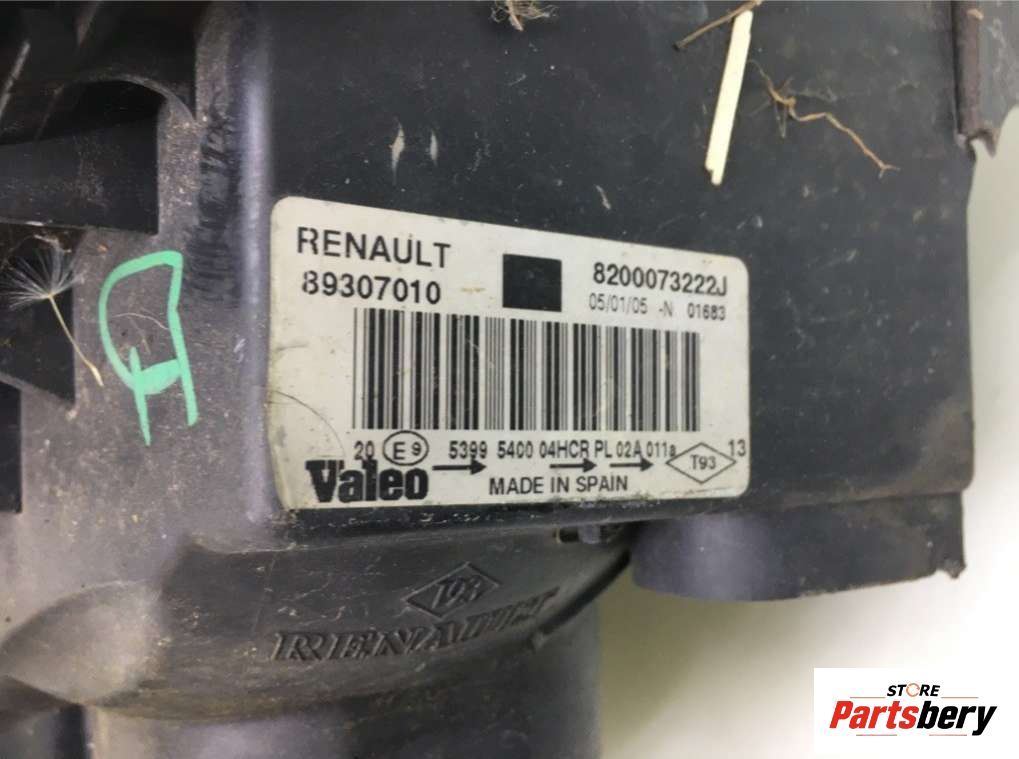 RENAULT
89307010
8200073222J
05/01/05 -N 01683
20 E9 5399 5400 04HCR PL 02A 011a T93 13
Valeo MADE IN SPAIN
T93
RENAULT
STORE
Partsbery